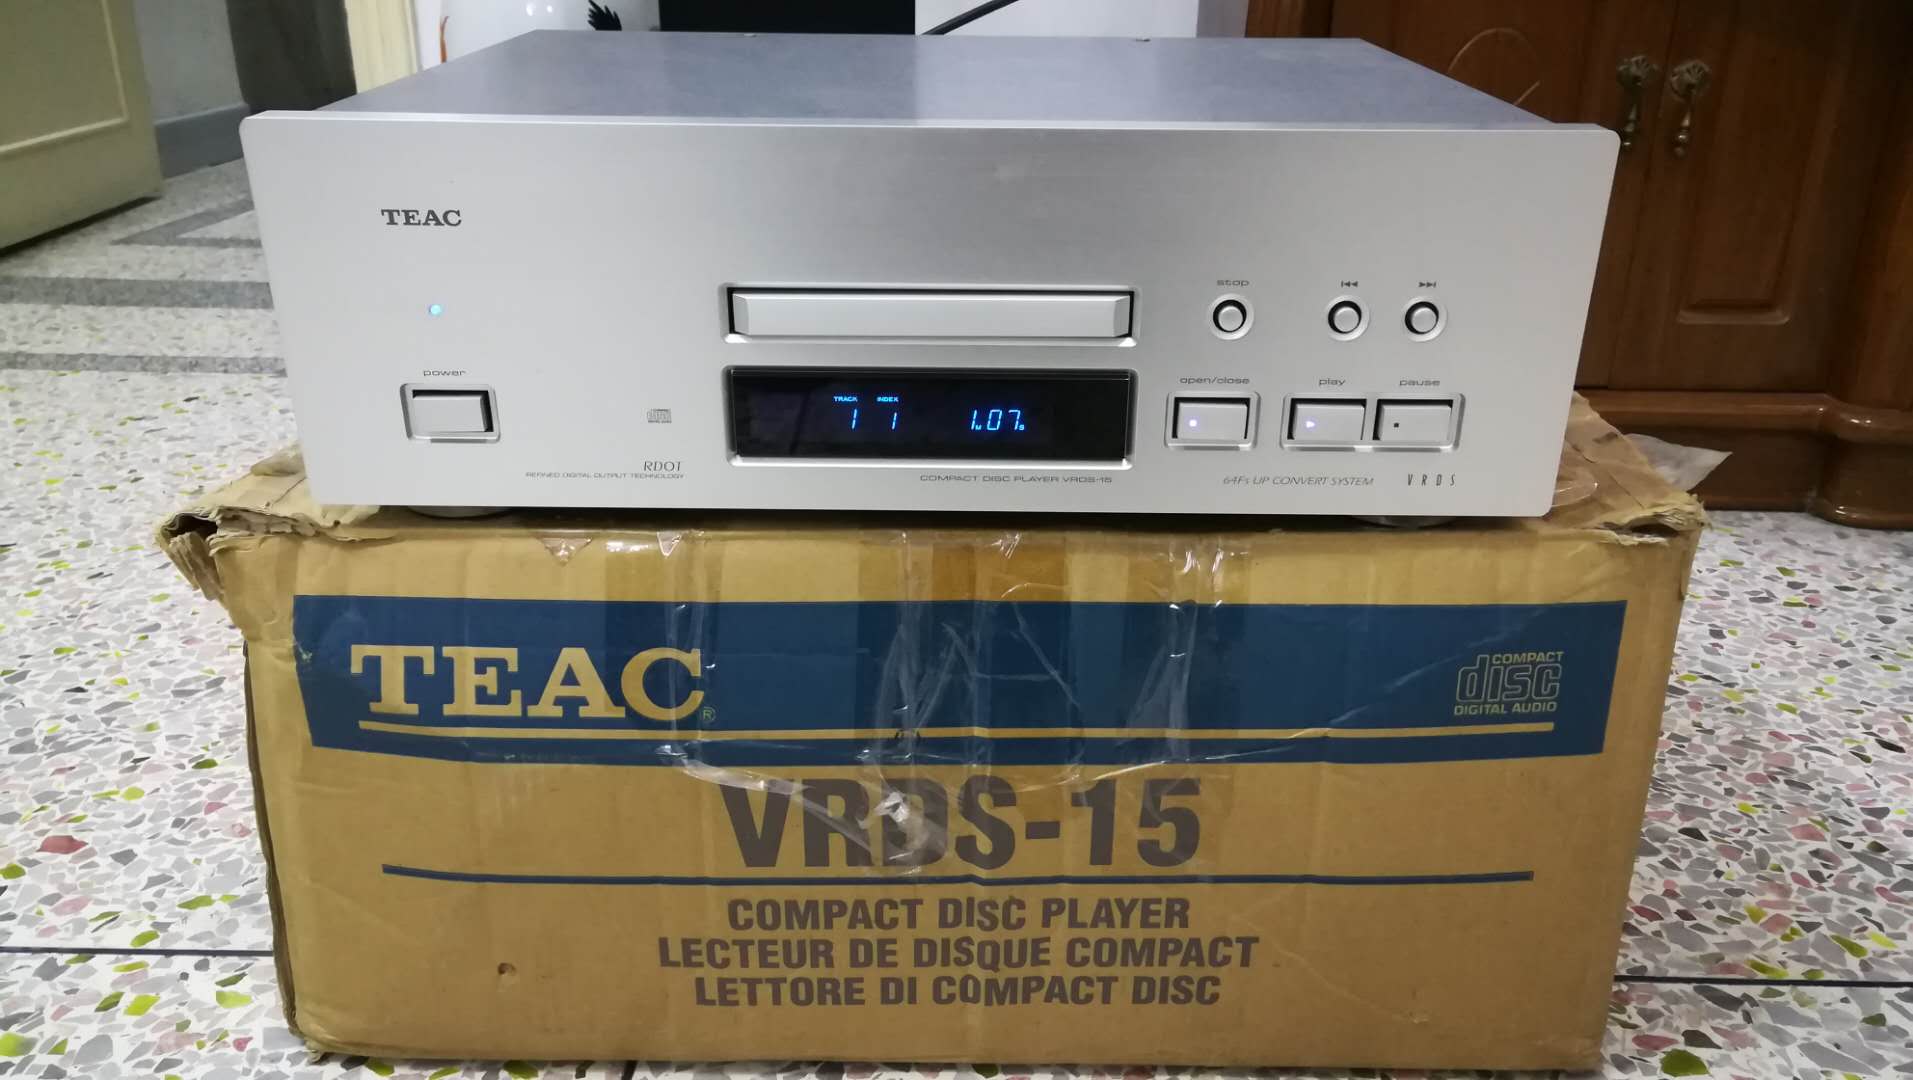 TEAC
stop
power
open/close
play
pause
TRACK INDEX
1 1 1M07S
RDOT
REFINED DIGITAL OUTPUT TECHNOLOGY
COMPACT DISC PLAYER VRDS-15
64Fs UP CONVERT SYSTEM
VRDS
TEAC®
COMPACT
disc
DIGITAL AUDIO
VRDS-15
COMPACT DISC PLAYER
LECTEUR DE DISQUE COMPACT
LETTORE DI COMPACT DISC